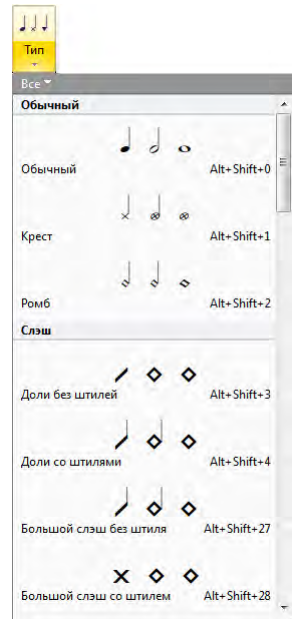 Тип
Все
Обычный
Обычный Alt+Shift+0
Крест Alt+Shift+1
Ромб Alt+Shift+2
Слэш
Доли без штилей Alt+Shift+3
Доли со штилями Alt+Shift+4
Большой слэш без штиля Alt+Shift+27
Большой слэш со штилем Alt+Shift+28